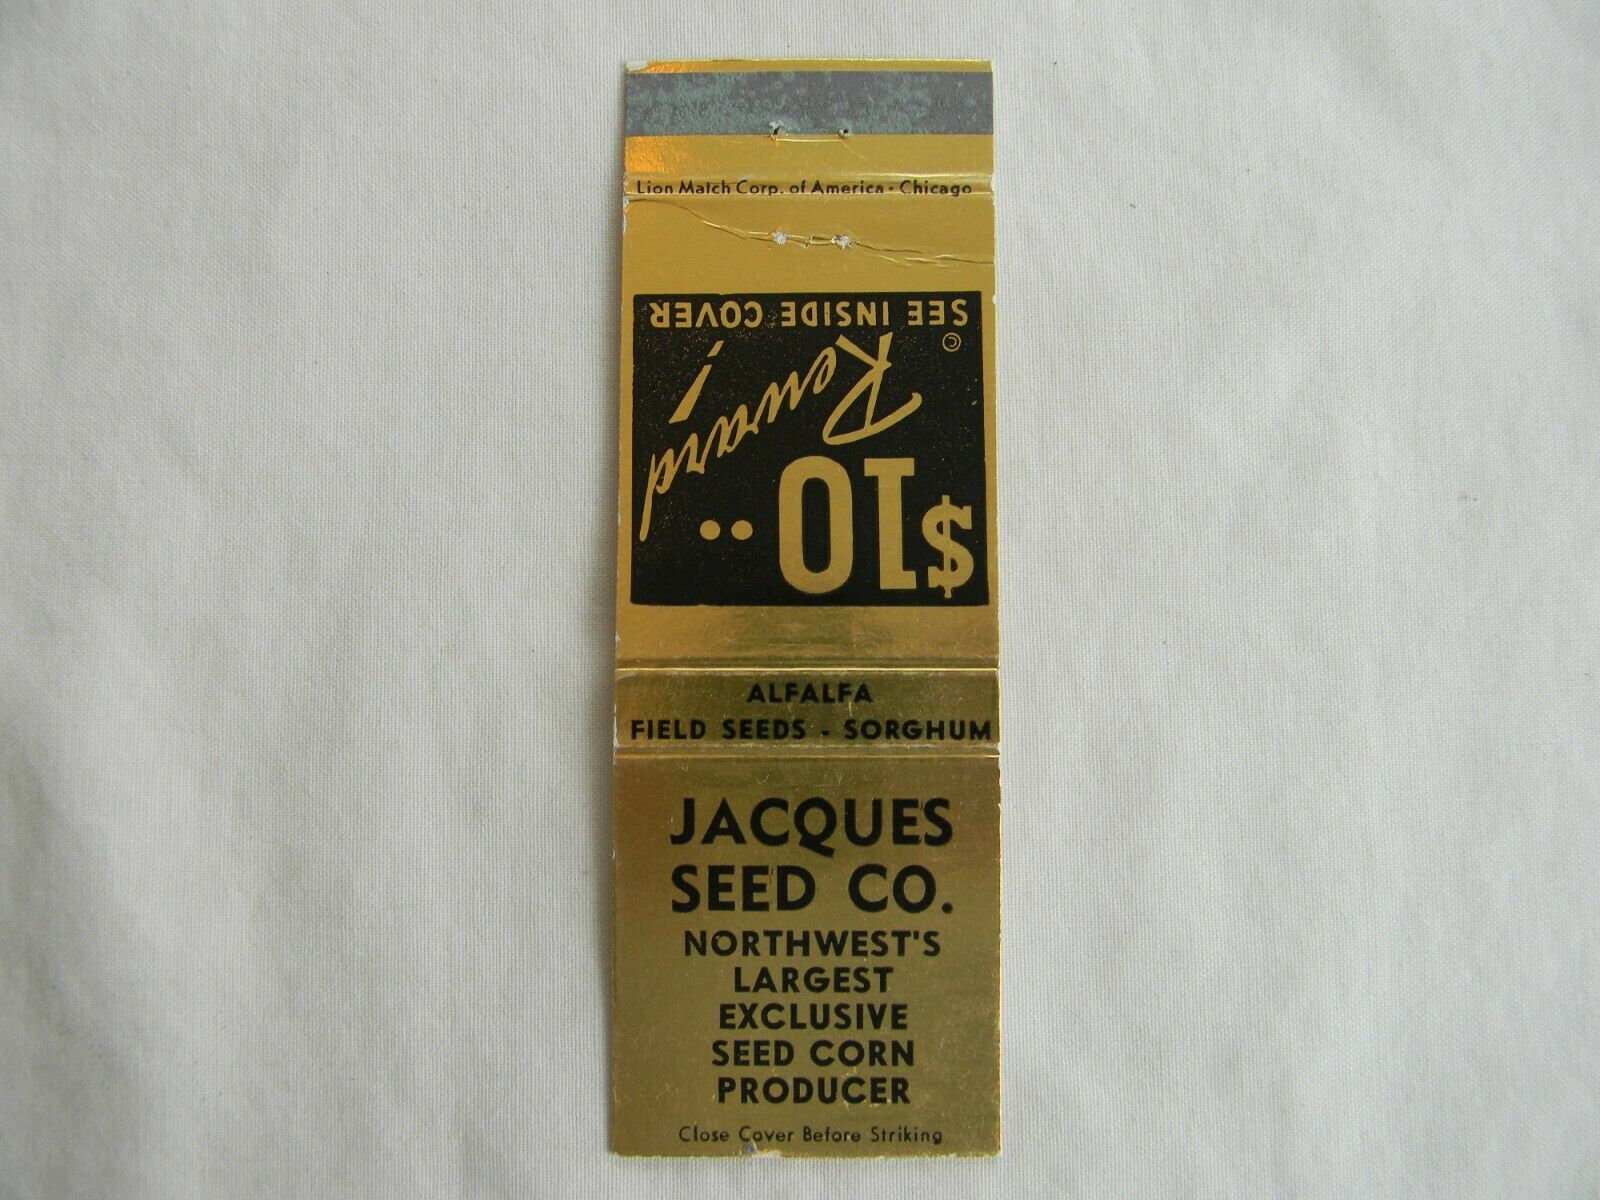 Lion Match Corp. of America - Chicago
$10..
Reward!
©
SEE INSIDE COVER
ALFALFA
FIELD SEEDS - SORGHUM
JACQUES
SEED CO.
NORTHWEST'S
LARGEST
EXCLUSIVE
SEED CORN
PRODUCER
Close Cover Before Striking